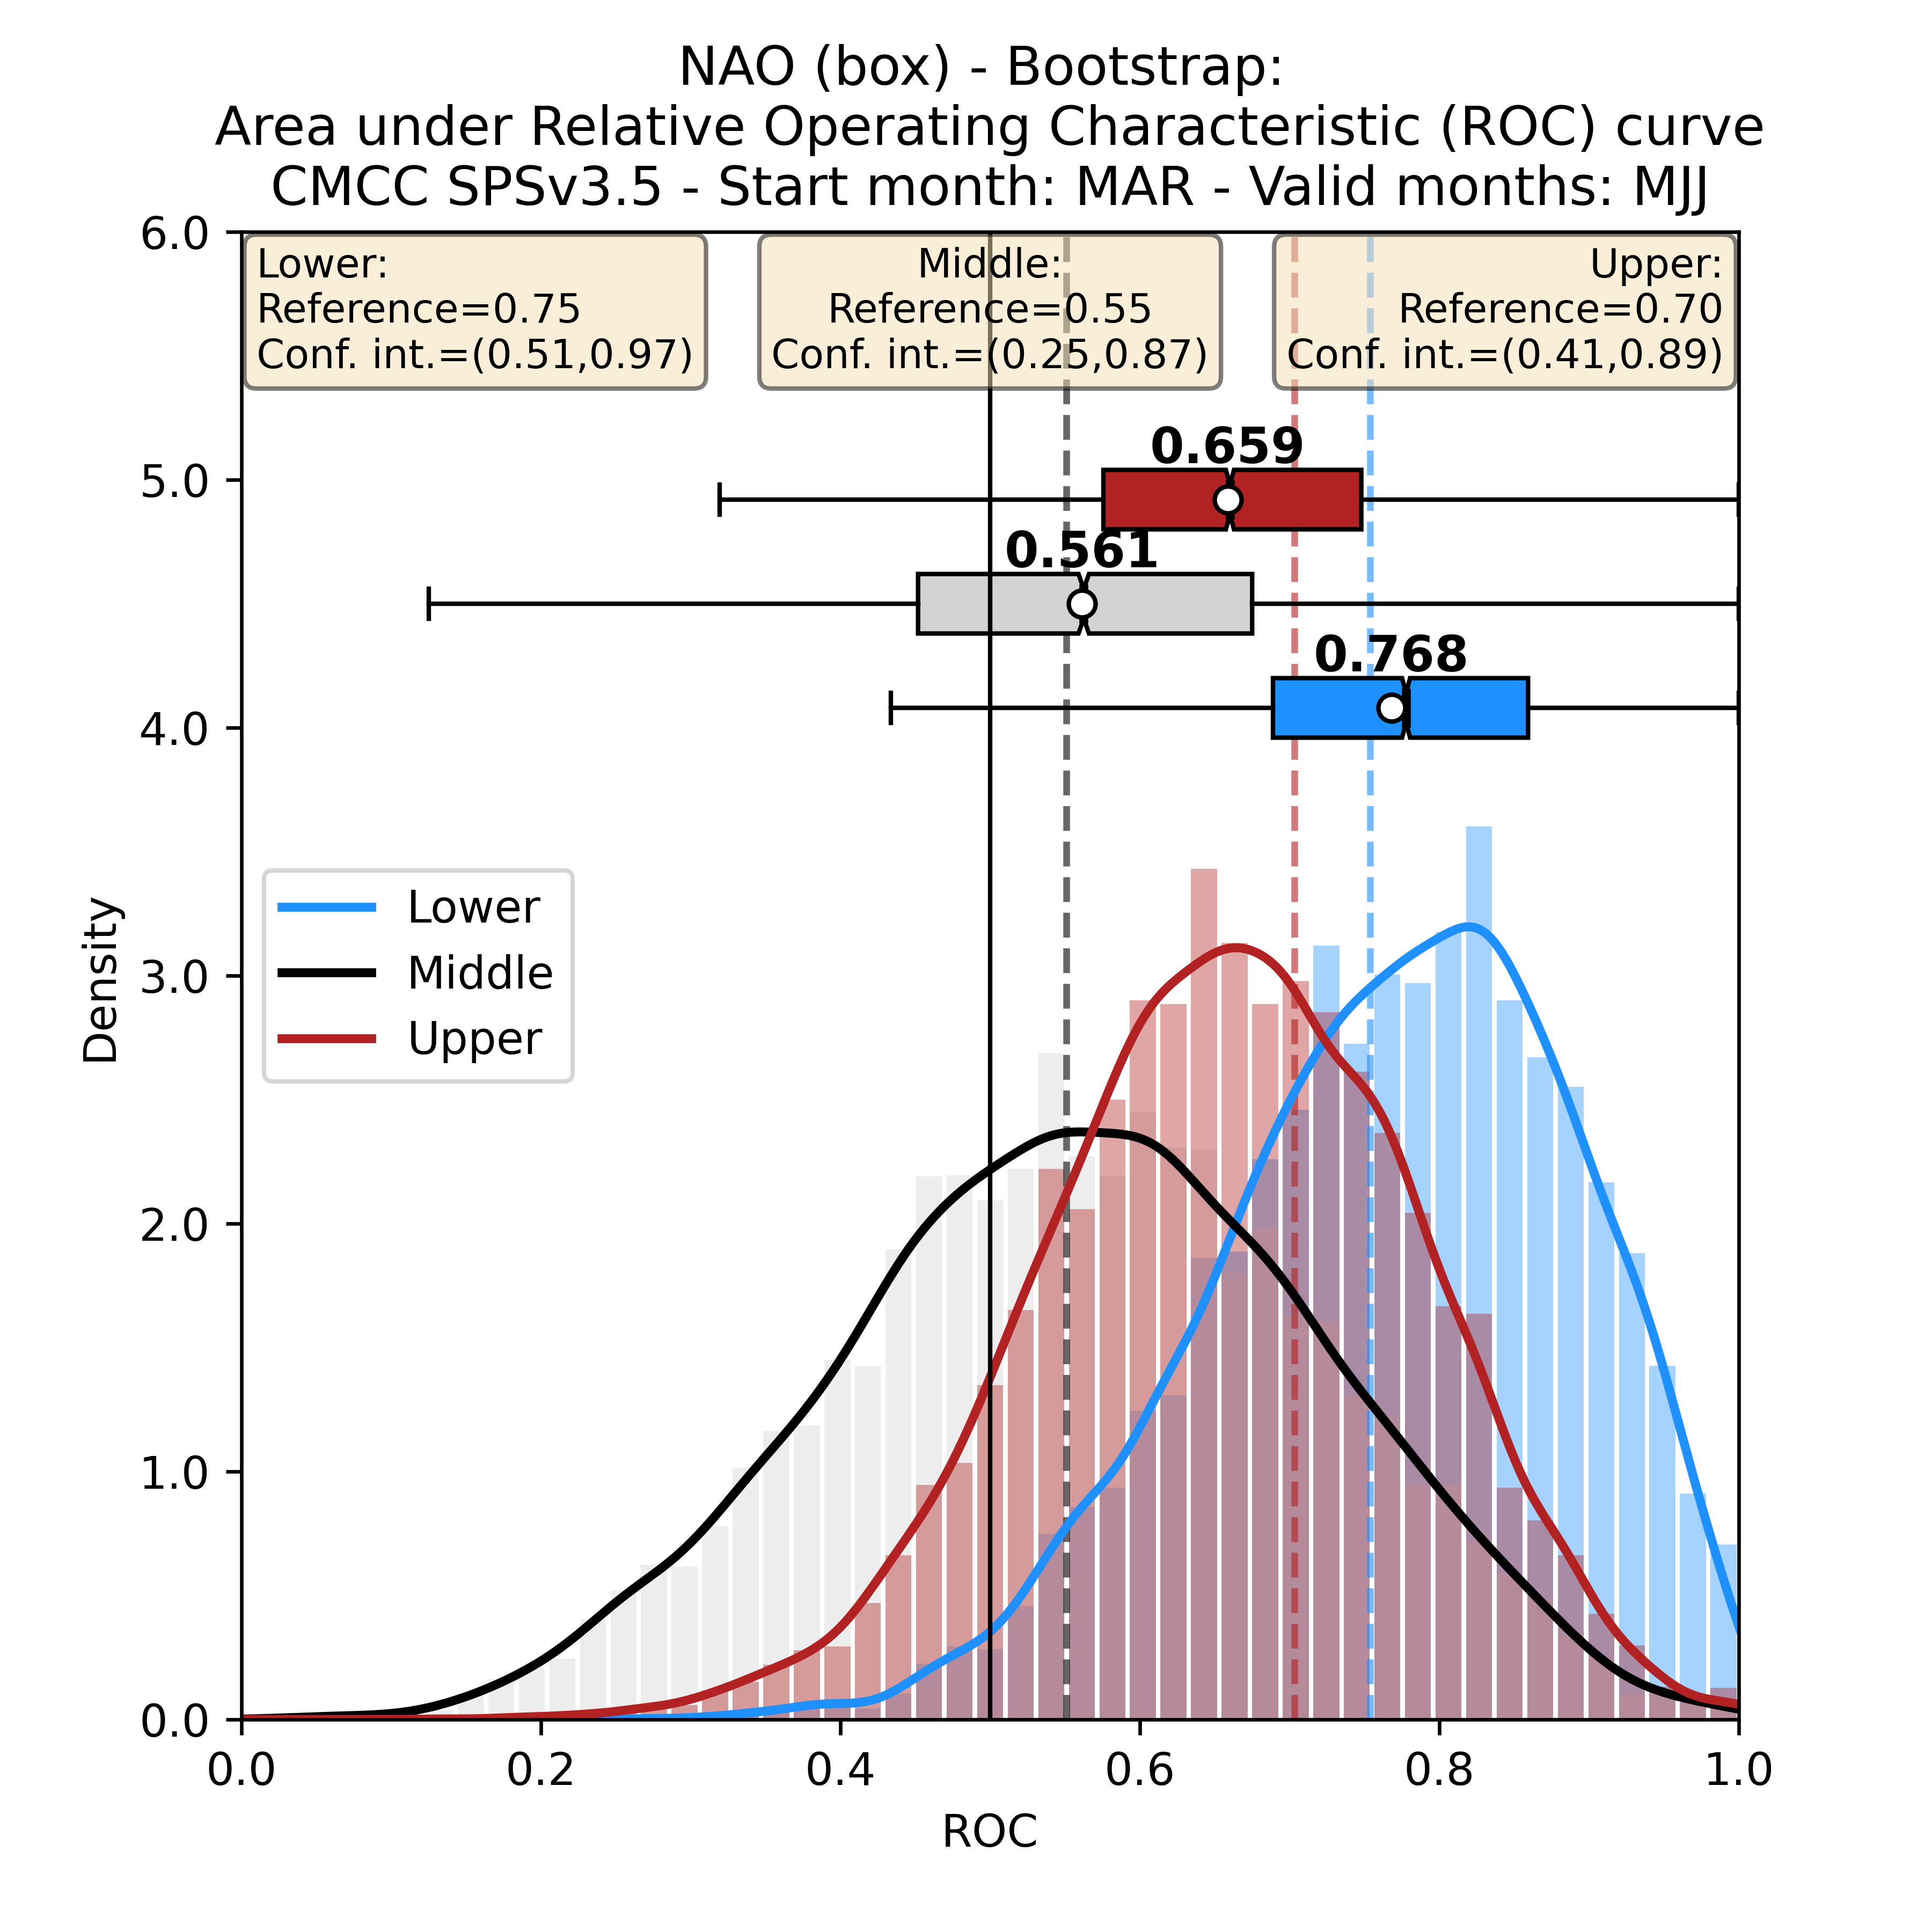 NAO (box) - Bootstrap:
Area under Relative Operating Characteristic (ROC) curve
CMCC SPSv3.5 - Start month: MAR - Valid months: MJJ
Lower:
Reference=0.75
Conf. int.=(0.51,0.97)
Middle:
Reference=0.55
Conf. int.=(0.25,0.87)
Upper:
Reference=0.70
Conf. int.=(0.41,0.89)
0.659
0.561
0.768
Lower
Middle
Upper
Density
6.0
5.0
4.0
3.0
2.0
1.0
0.0
0.0 0.2 0.4 0.6 0.8 1.0
ROC